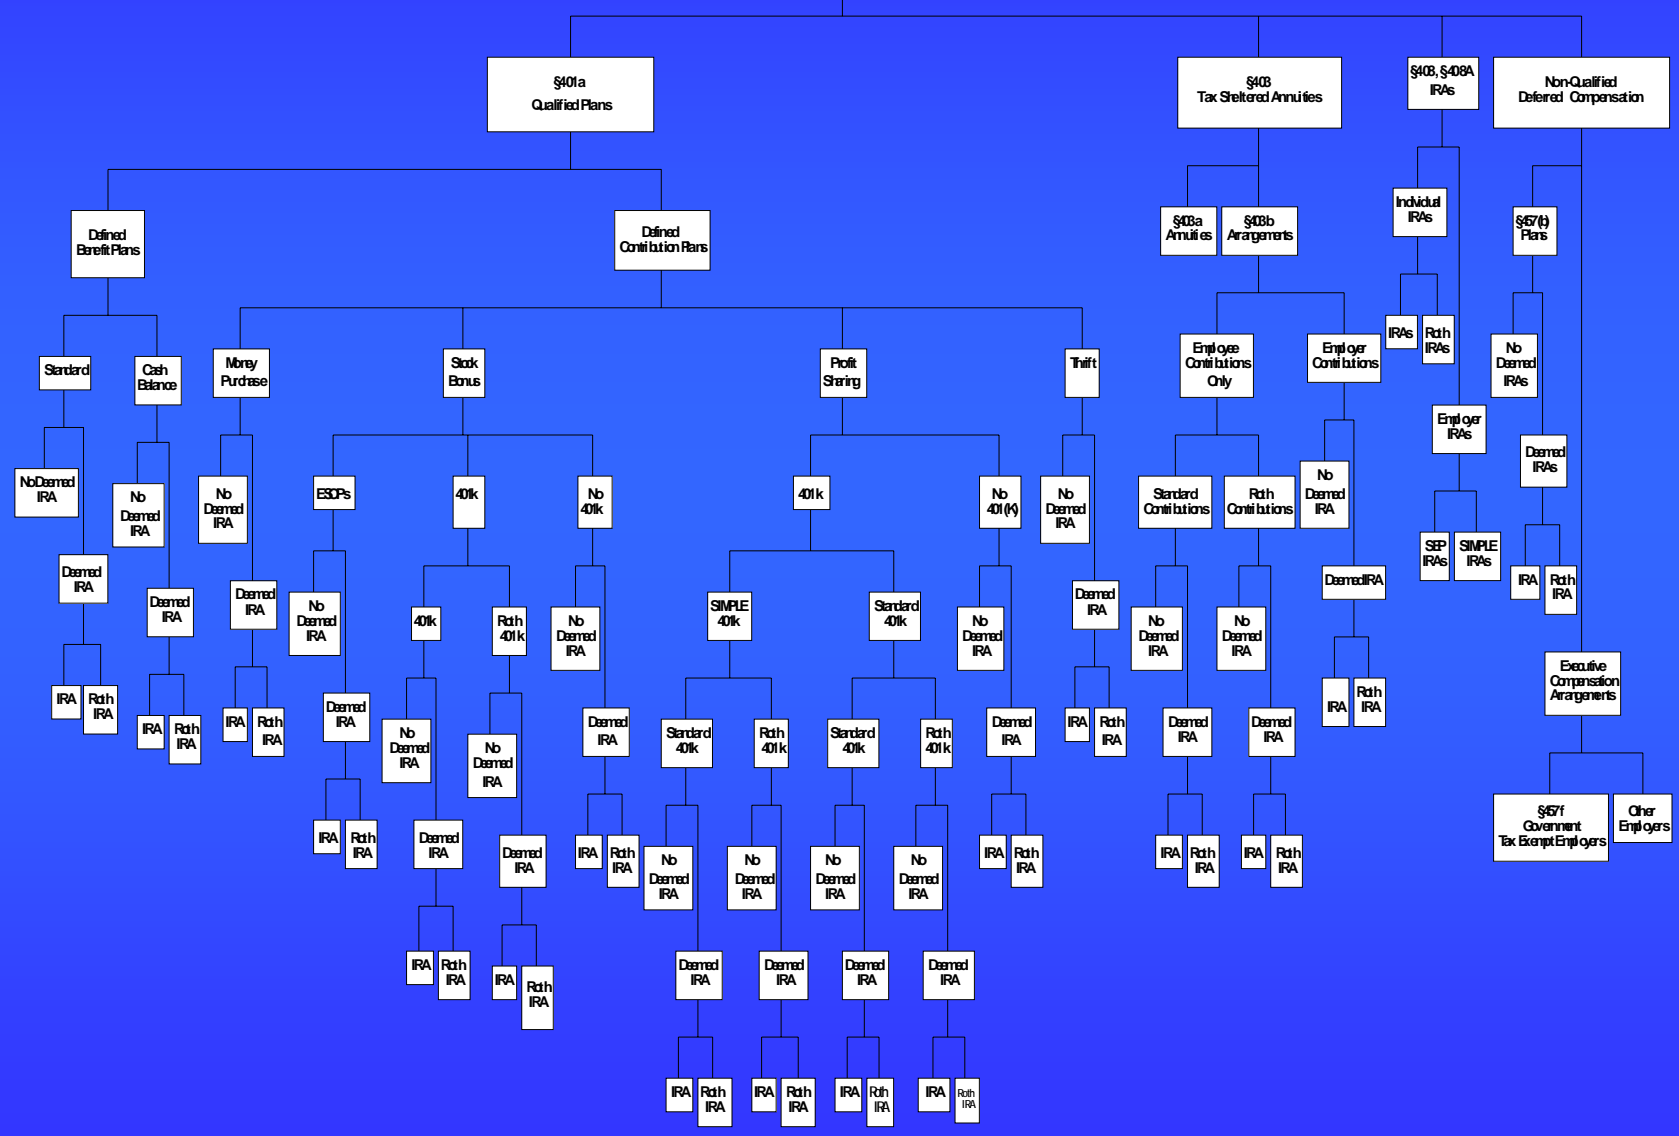 §401a
Qualified Plans
§403
Tax Sheltered Annuities
§408, §408A
IRAs
Non-Qualified
Deferred Compensation
Defined
Benefit Plans
Defined
Contribution Plans
§403a
Annuities
§403b
Arrangements
Individual
IRAs
§457(b)
Plans
Standard
Cash
Balance
Money
Purchase
Stock
Bonus
Profit
Sharing
Thrift
Employee
Contributions
Only
Employer
Contributions
IRAs
Roth
IRAs
No
Deemed
IRAs
Employer
IRAs
Deemed
IRAs
No Deemed
IRA
No
Deemed
IRA
No
Deemed
IRA
ESOPs
401k
No
401k
401k
No
401(K)
No
Deemed
IRA
Standard
Contributions
Roth
Contributions
No
Deemed
IRA
SEP
IRAs
SIMPLE
IRAs
IRA
Roth
IRA
Deemed
IRA
Deemed
IRA
Deemed
IRA
No
Deemed
IRA
401k
Roth
401k
No
Deemed
IRA
SIMPLE
401k
Standard
401k
No
Deemed
IRA
Deemed
IRA
No
Deemed
IRA
No
Deemed
IRA
Deemed IRA
Executive
Compensation
Arrangements
IRA
Roth
IRA
IRA
Roth
IRA
IRA
Roth
IRA
Deemed
IRA
No
Deemed
IRA
No
Deemed
IRA
Deemed
IRA
Standard
401k
Roth
401k
Standard
401k
Roth
401k
Deemed
IRA
IRA
Roth
IRA
Deemed
IRA
Deemed
IRA
IRA
Roth
IRA
§457f
Government
Tax Exempt Employers
Other
Employers
IRA
Roth
IRA
Deemed
IRA
Deemed
IRA
IRA
Roth
IRA
No
Deemed
IRA
No
Deemed
IRA
No
Deemed
IRA
No
Deemed
IRA
IRA
Roth
IRA
IRA
Roth
IRA
IRA
Roth
IRA
IRA
Roth
IRA
IRA
Roth
IRA
Deemed
IRA
Deemed
IRA
Deemed
IRA
Deemed
IRA
IRA
Roth
IRA
IRA
Roth
IRA
IRA
Roth
IRA
IRA
Roth
IRA